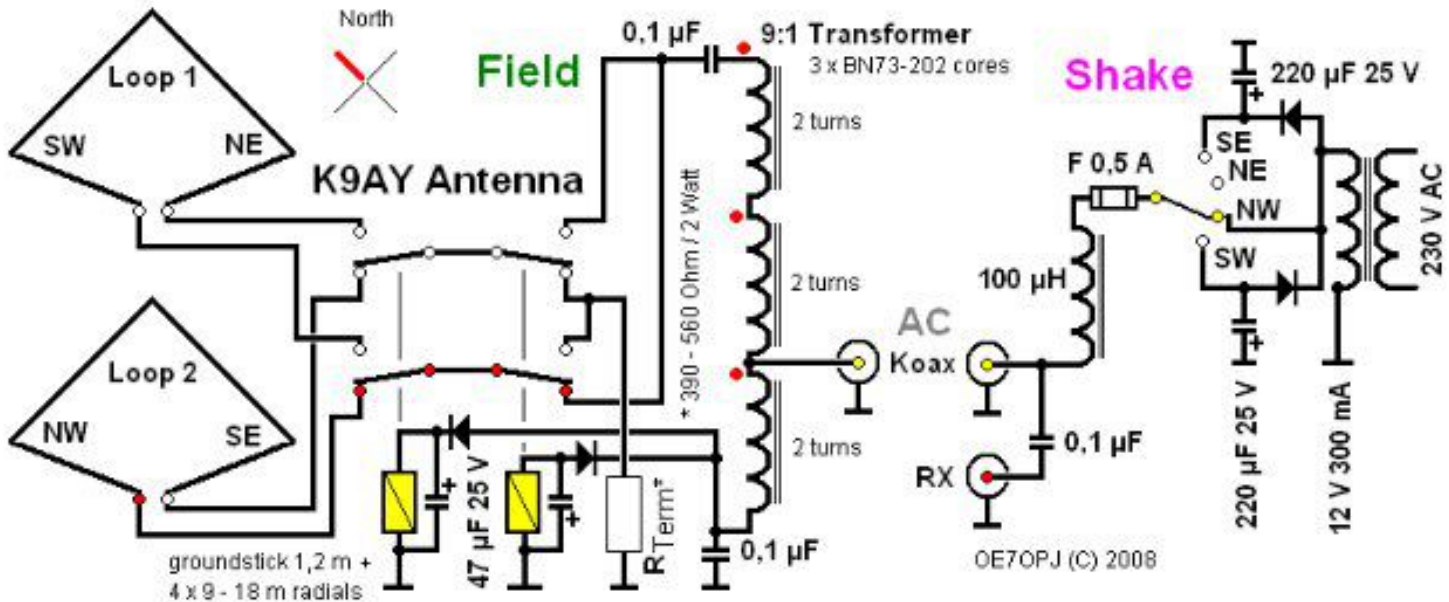 North
Loop 1
SW
NE
Field
0,1 µF
9:1 Transformer
3 x BN73-202 cores
Shake
220 µF 25 V
2 turns
K9AY Antenna
SE
NE
NW
SW
F 0,5 A
230 V AC
* 390 - 560 Ohm / 2 Watt
2 turns
100 µH
Loop 2
NW
SE
AC
Koax
0,1 µF
RX
2 turns
47 µF 25 V
RTerm*
0,1 µF
220 µF 25 V
12 V 300 mA
groundstick 1,2 m +
4 x 9 - 18 m radials
OE7OPJ (C) 2008